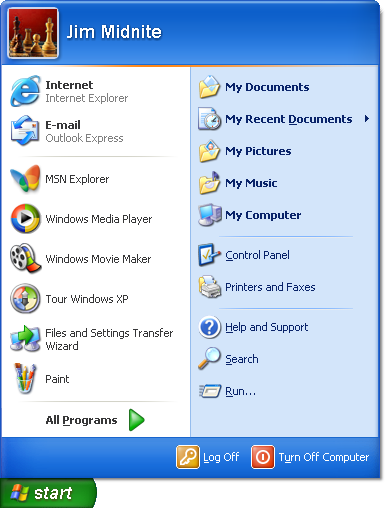 Jim Midnite
Internet
Internet Explorer
E-mail
Outlook Express
MSN Explorer
Windows Media Player
Windows Movie Maker
Tour Windows XP
Files and Settings Transfer
Wizard
Paint
All Programs
My Documents
My Recent Documents
My Pictures
My Music
My Computer
Control Panel
Printers and Faxes
Help and Support
Search
Run...
Log Off
Turn Off Computer
start